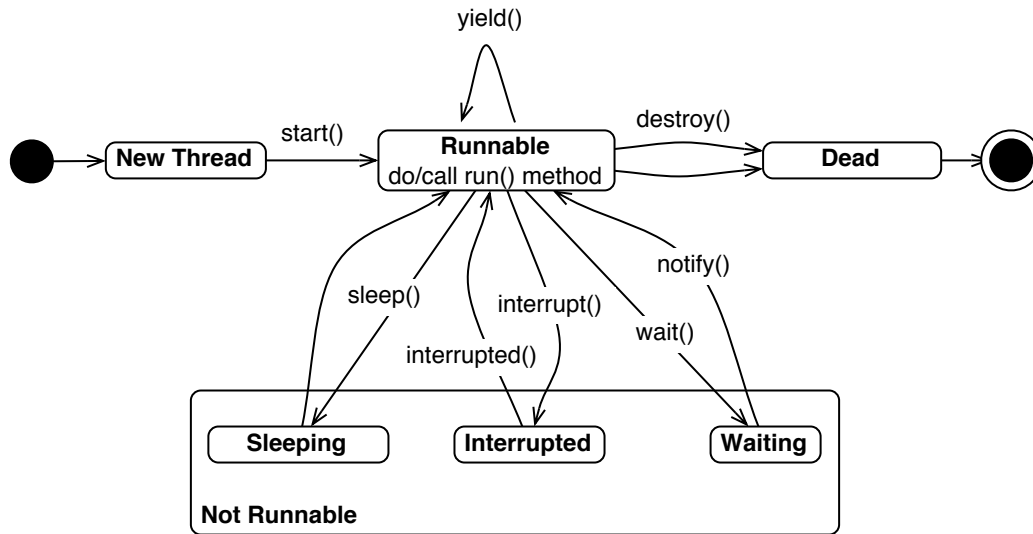 yield()
start()
destroy()
New Thread
Runnable
do/call run() method
Dead
notify()
sleep()
interrupt()
wait()
interrupted()
Sleeping
Interrupted
Waiting
Not Runnable